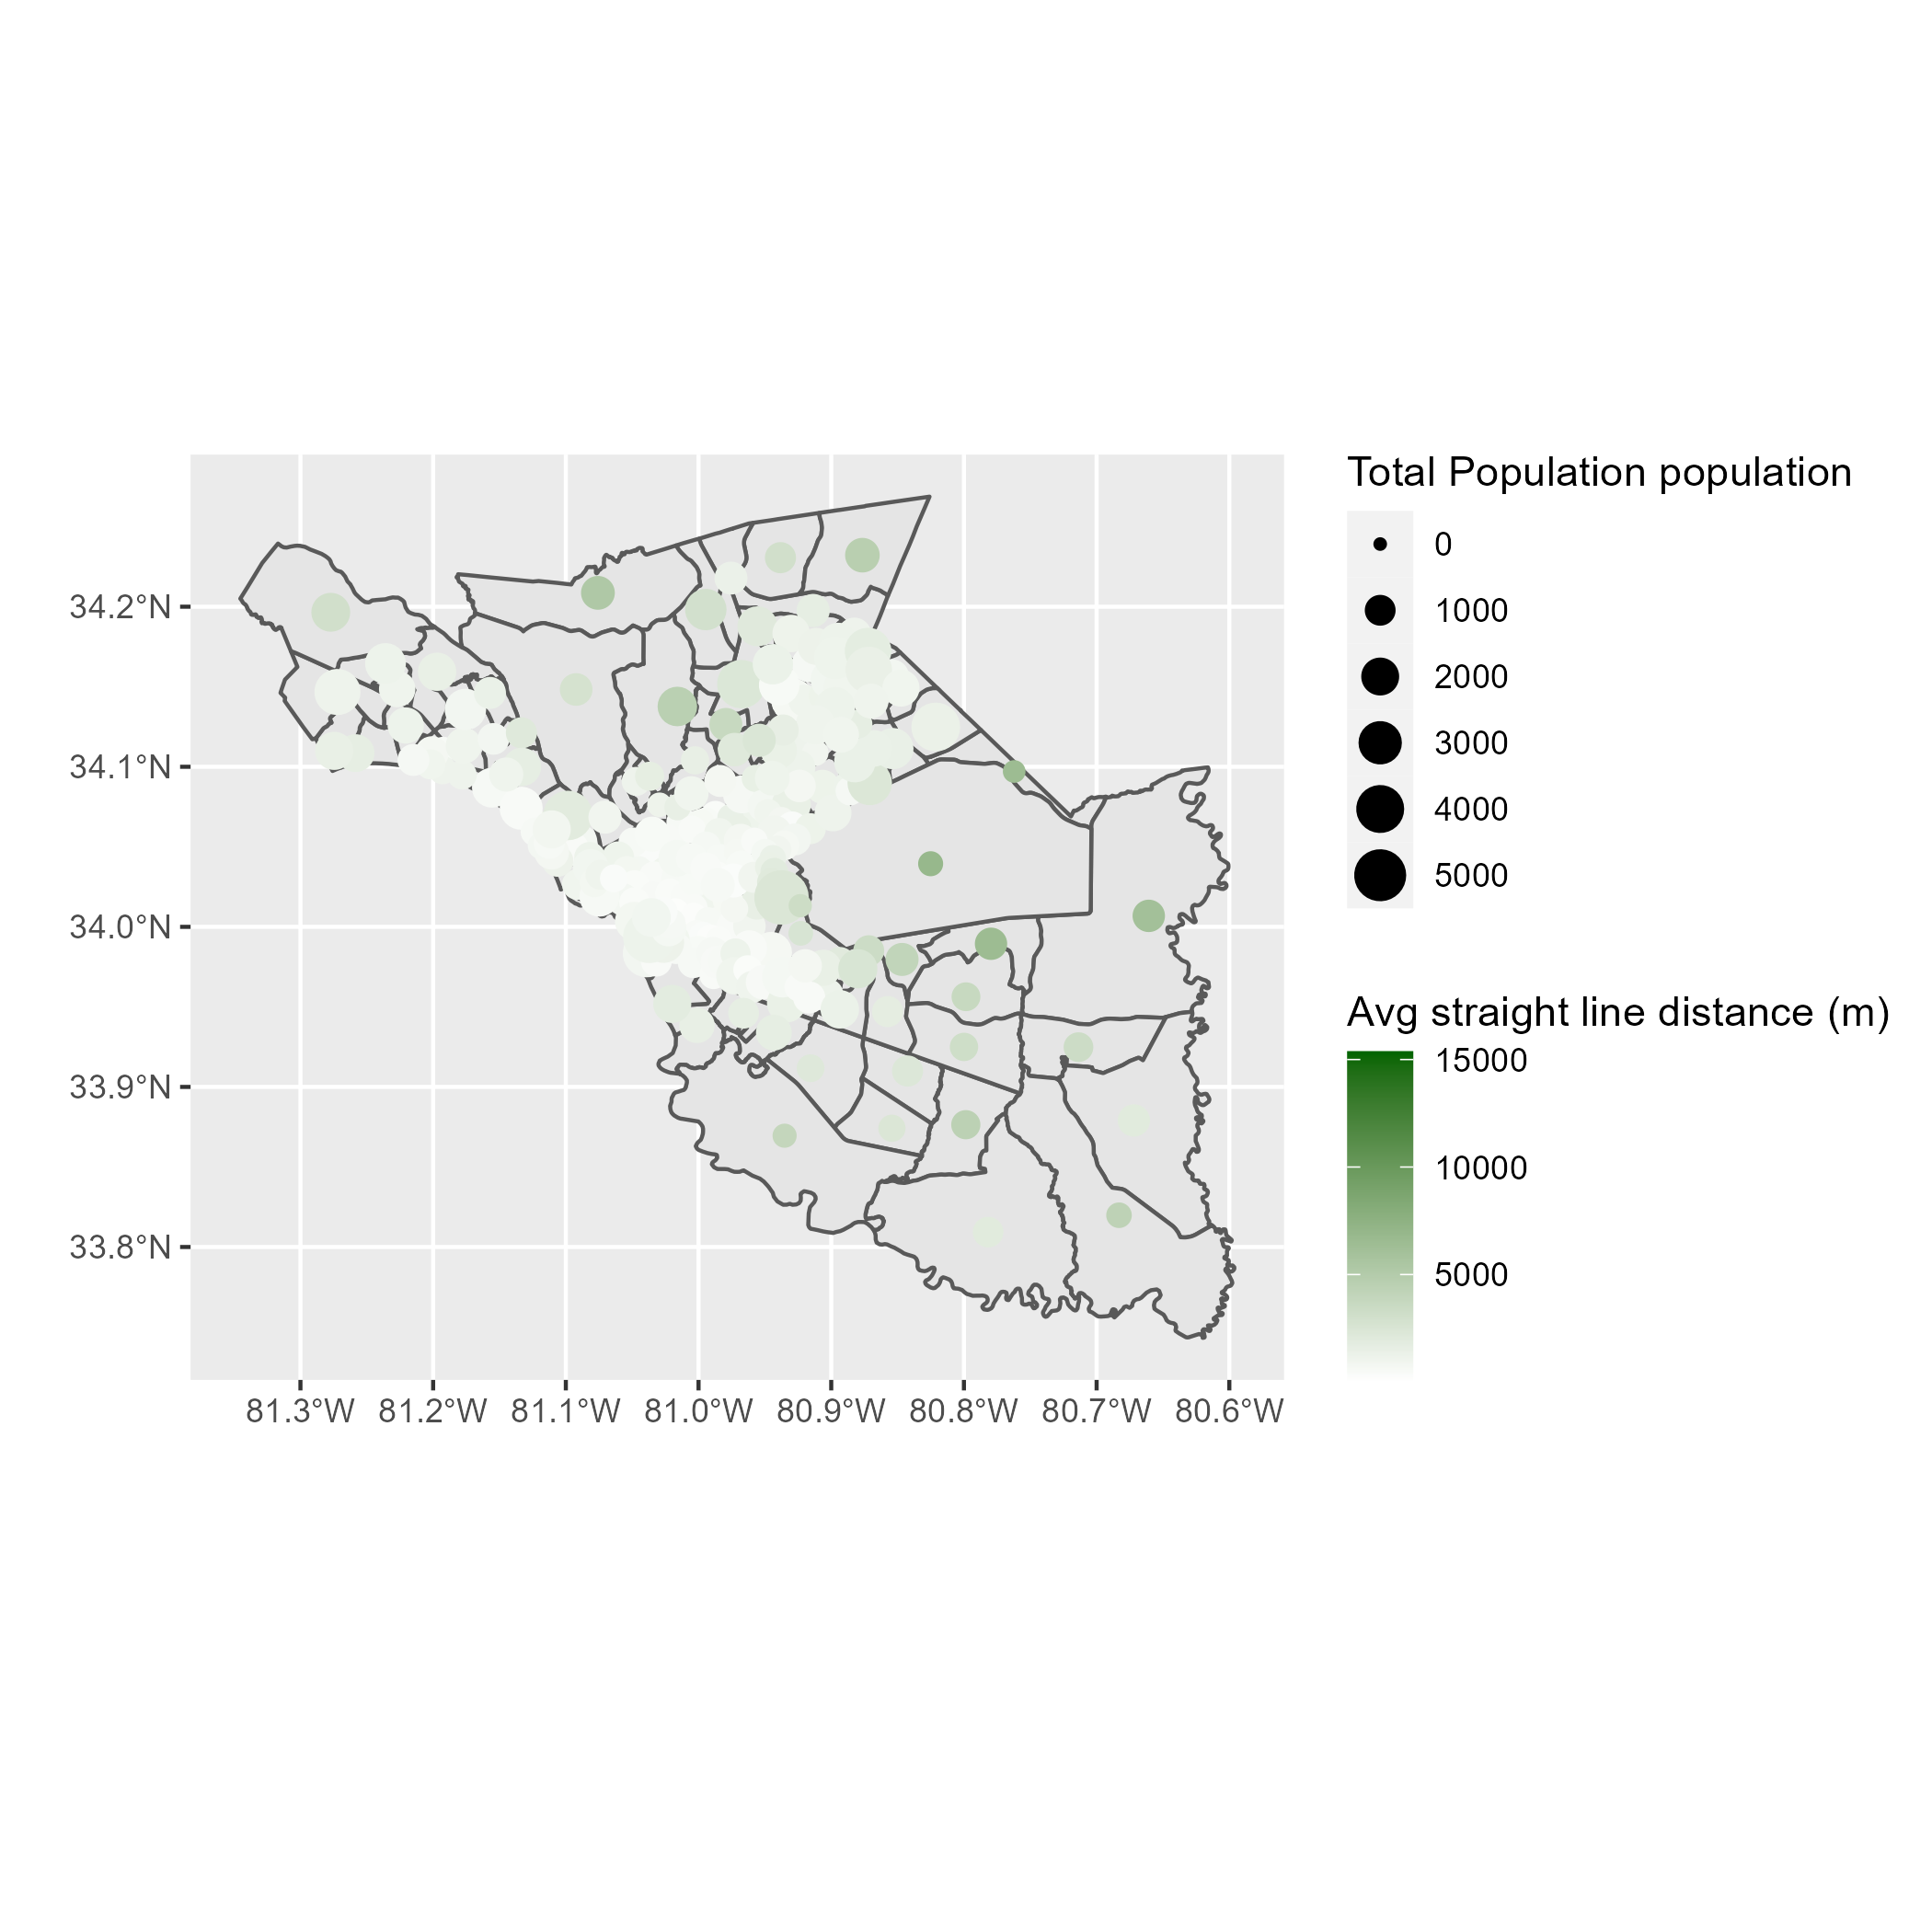 34.2°N
34.1°N
34.0°N
33.9°N
33.8°N
81.3°W 81.2°W 81.1°W 81.0°W 80.9°W 80.8°W 80.7°W 80.6°W
Total Population population
0
1000
2000
3000
4000
5000
Avg straight line distance (m)
15000
10000
5000